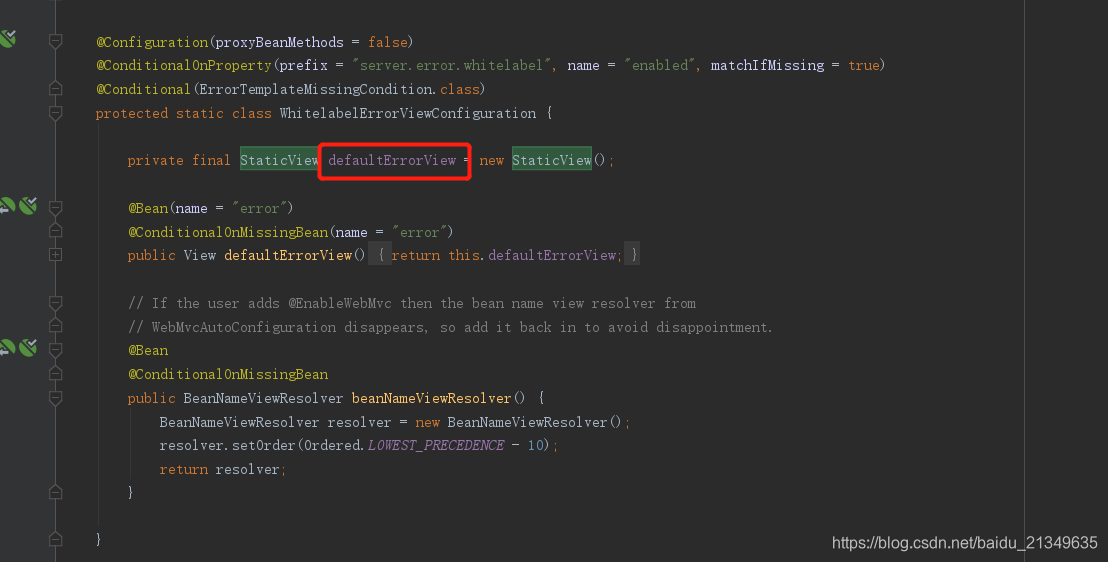 @Configuration(proxyBeanMethods = false)
@ConditionalOnProperty(prefix = "server.error.whitelabel", name = "enabled", matchIfMissing = true)
@Conditional(ErrorTemplateMissingCondition.class)
protected static class WhitelabelErrorViewConfiguration {
private final StaticView defaultErrorView = new StaticView();
@Bean(name = "error")
@ConditionalOnMissingBean(name = "error")
public View defaultErrorView() { return this.defaultErrorView; }
// If the user adds @EnableWebMvc then the bean name view resolver from
// WebMvcAutoConfiguration disappears, so add it back in to avoid disappointment.
@Bean
@ConditionalOnMissingBean
public BeanNameViewResolver beanNameViewResolver() {
BeanNameViewResolver resolver = new BeanNameViewResolver();
resolver.setOrder(Ordered.LOWEST_PRECEDENCE - 10);
return resolver;
}
}
https://blog.csdn.net/baidu_21349635